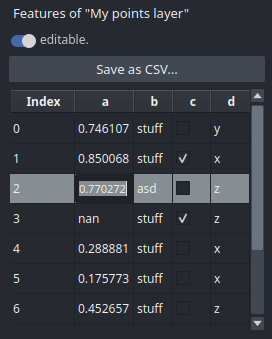 Features of "My points layer"
editable.
Save as CSV...
Index a b c d
0 0.746107 stuff y
1 0.850068 stuff x
2 0.770272 asd z
3 nan stuff z
4 0.288881 stuff x
5 0.175773 stuff x
6 0.452657 stuff z